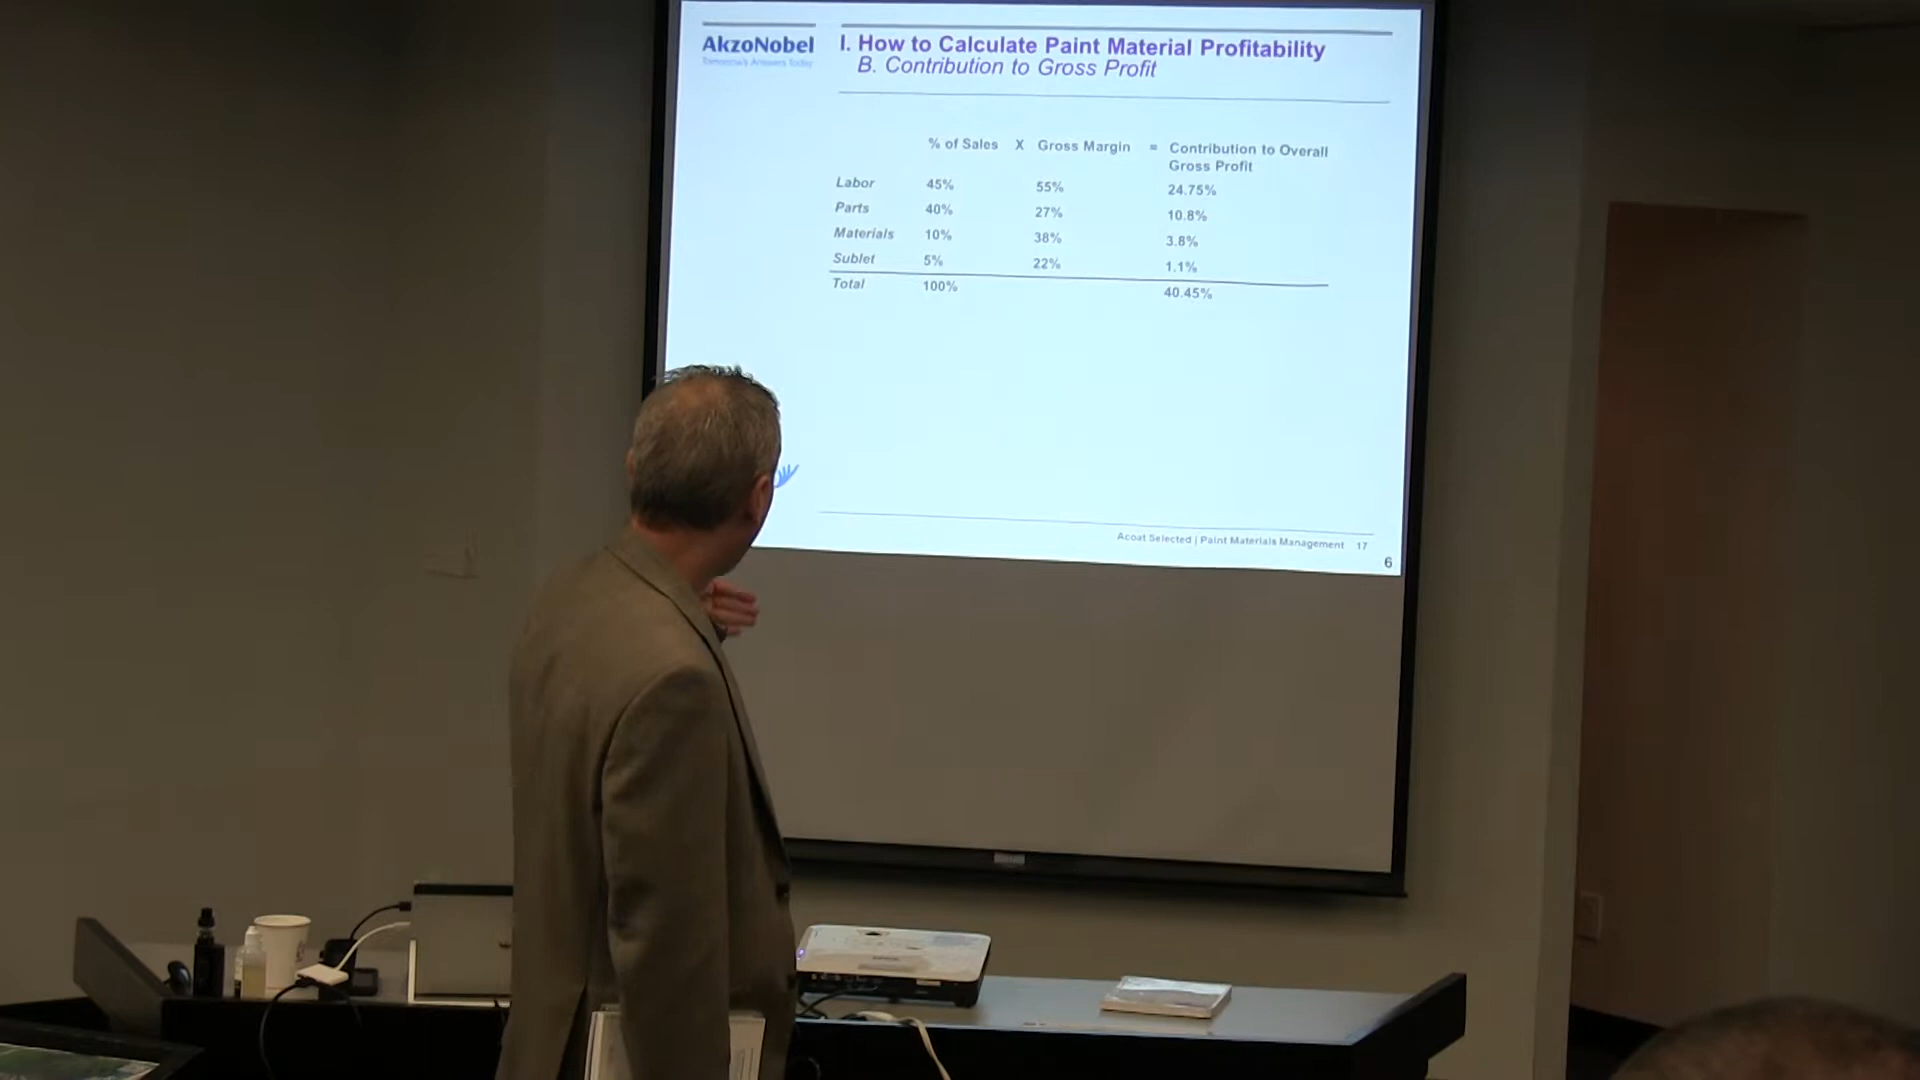 AkzoNobel
Tomorrow's Answers Today
I. How to Calculate Paint Material Profitability
B. Contribution to Gross Profit
% of Sales X Gross Margin = Contribution to Overall
Gross Profit
Labor 45% 55% 24.75%
Parts 40% 27% 10.8%
Materials 10% 38% 3.8%
Sublet 5% 22% 1.1%
Total 100% 40.45%
Acoat Selected | Paint Materials Management 17
6